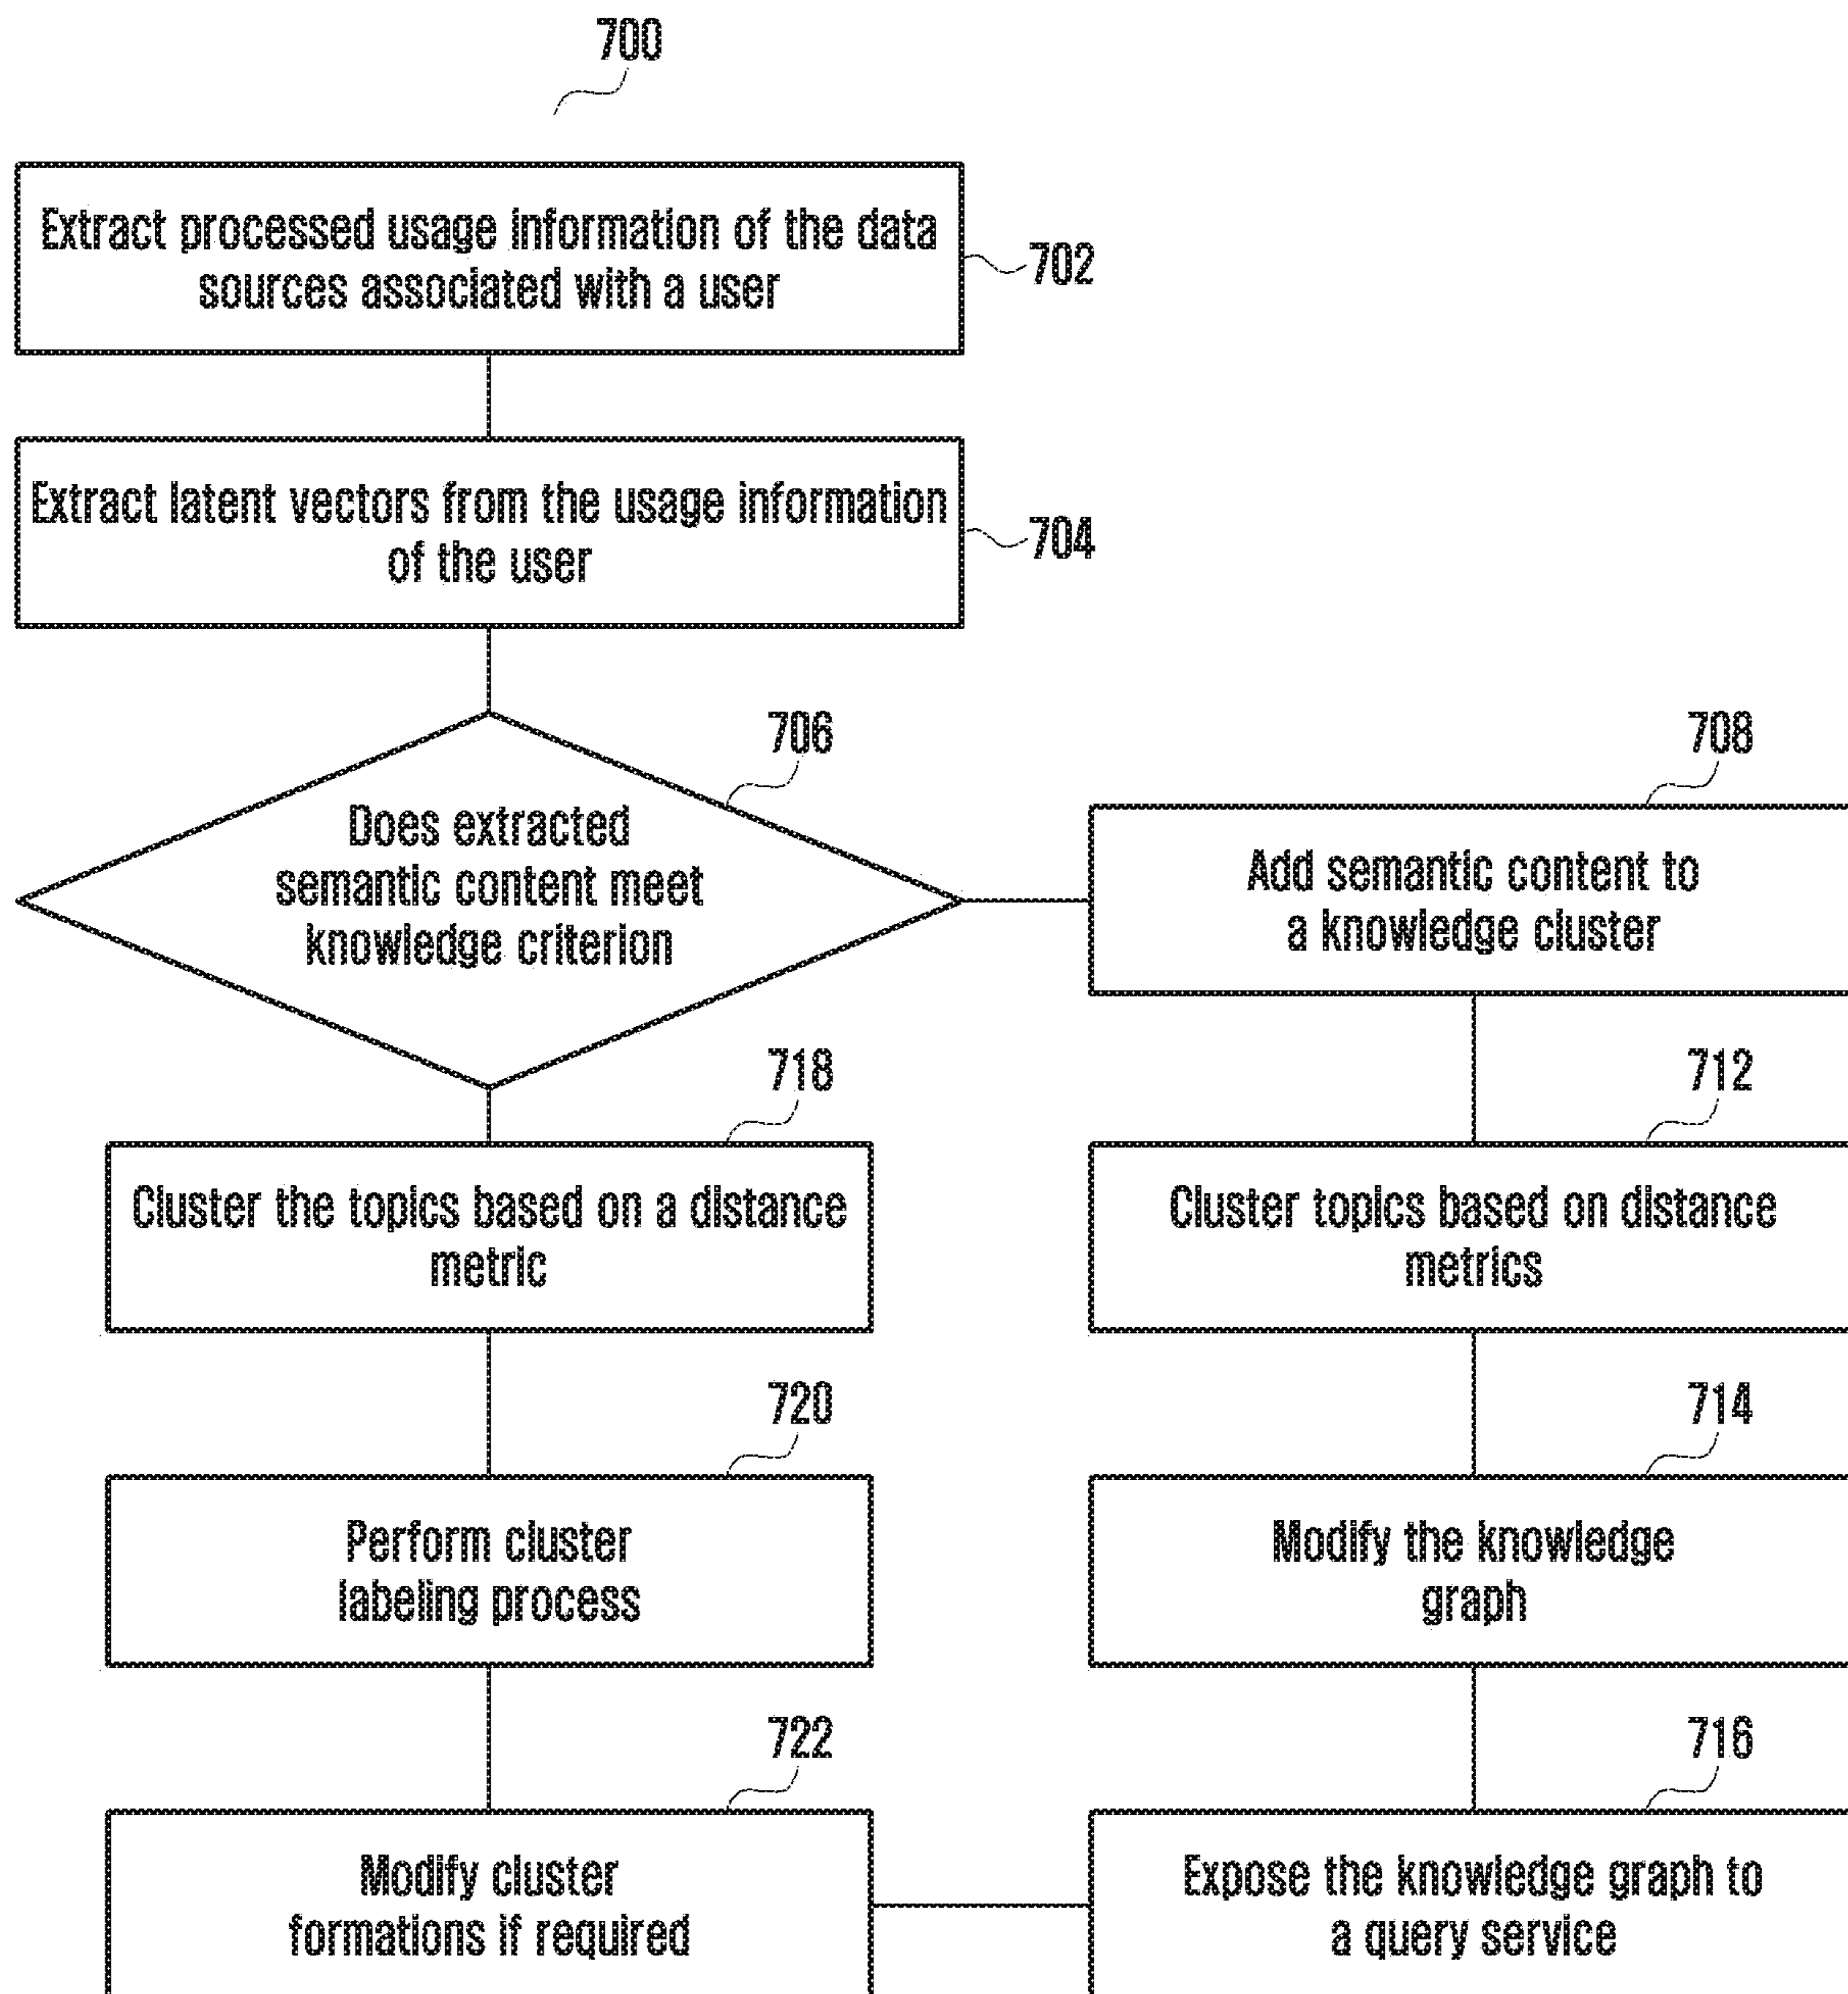 700
Extract processed usage information of the data
sources associated with a user
702
Extract latent vectors from the usage information
of the user
704
706
Does extracted
semantic content meet
knowledge criterion
708
Add semantic content to
a knowledge cluster
718
Cluster the topics based on a distance
metric
712
Cluster topics based on distance
metrics
720
Perform cluster
labeling process
714
Modify the knowledge
graph
722
Modify cluster
formations if required
716
Expose the knowledge graph to
a query service